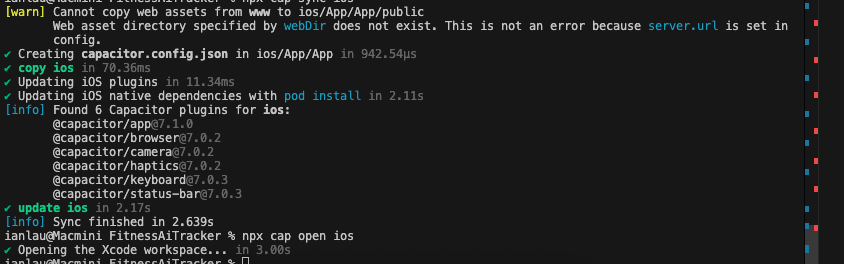 ianlau@Macmini FitnessAiTracker % npx cap sync ios
[warn] Cannot copy web assets from www to ios/App/App/public
Web asset directory specified by webDir does not exist. This is not an error because server.url is set in
config.
✔ Creating capacitor.config.json in ios/App/App in 942.54µs
✔ copy ios in 70.36ms
✔ Updating iOS plugins in 11.34ms
✔ Updating iOS native dependencies with pod install in 2.11s
[info] Found 6 Capacitor plugins for ios:
@capacitor/app@7.1.0
@capacitor/browser@7.0.2
@capacitor/camera@7.0.2
@capacitor/haptics@7.0.2
@capacitor/keyboard@7.0.3
@capacitor/status-bar@7.0.3
✔ update ios in 2.17s
[info] Sync finished in 2.639s
ianlau@Macmini FitnessAiTracker % npx cap open ios
✔ Opening the Xcode workspace... in 3.00s
ianlau@Macmini FitnessAiTracker %